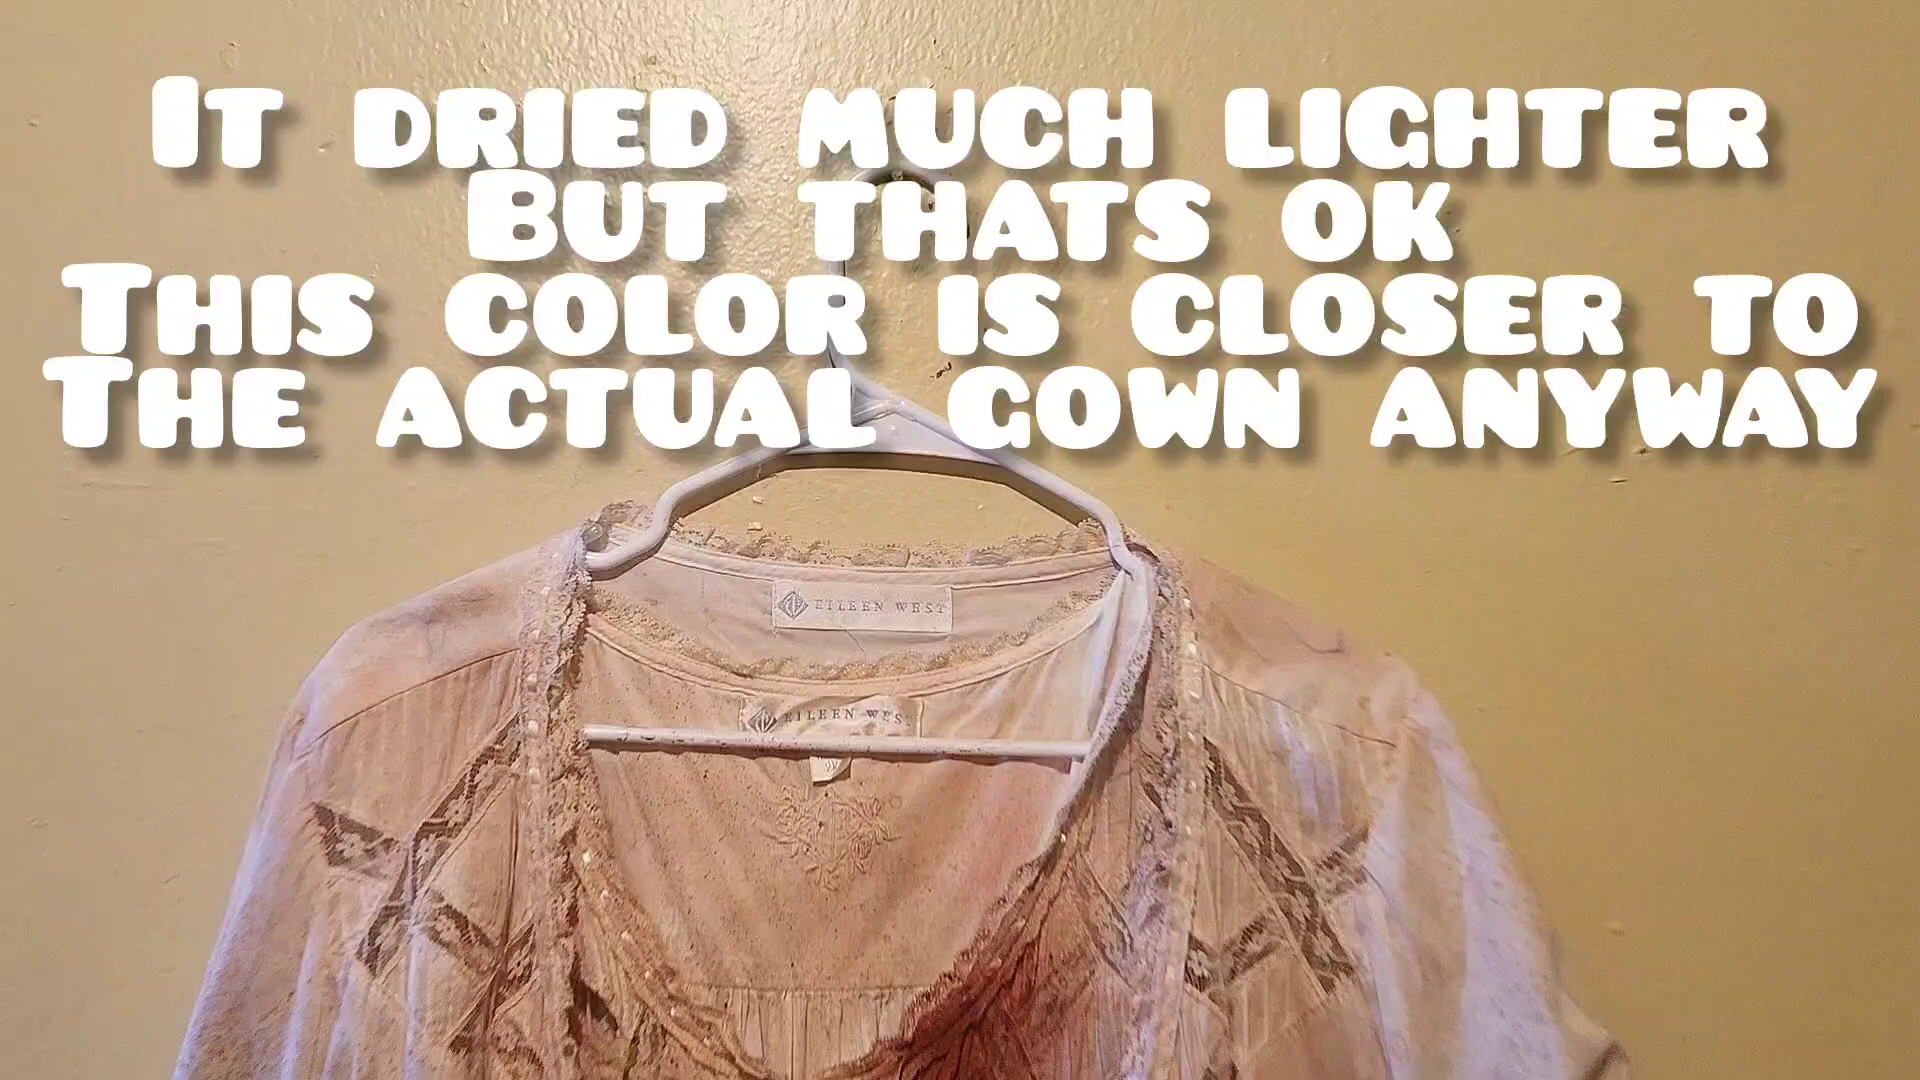 It dried much lighter
But thats ok
This color is closer to
The actual gown anyway
EILEEN WEST
EILEEN WES